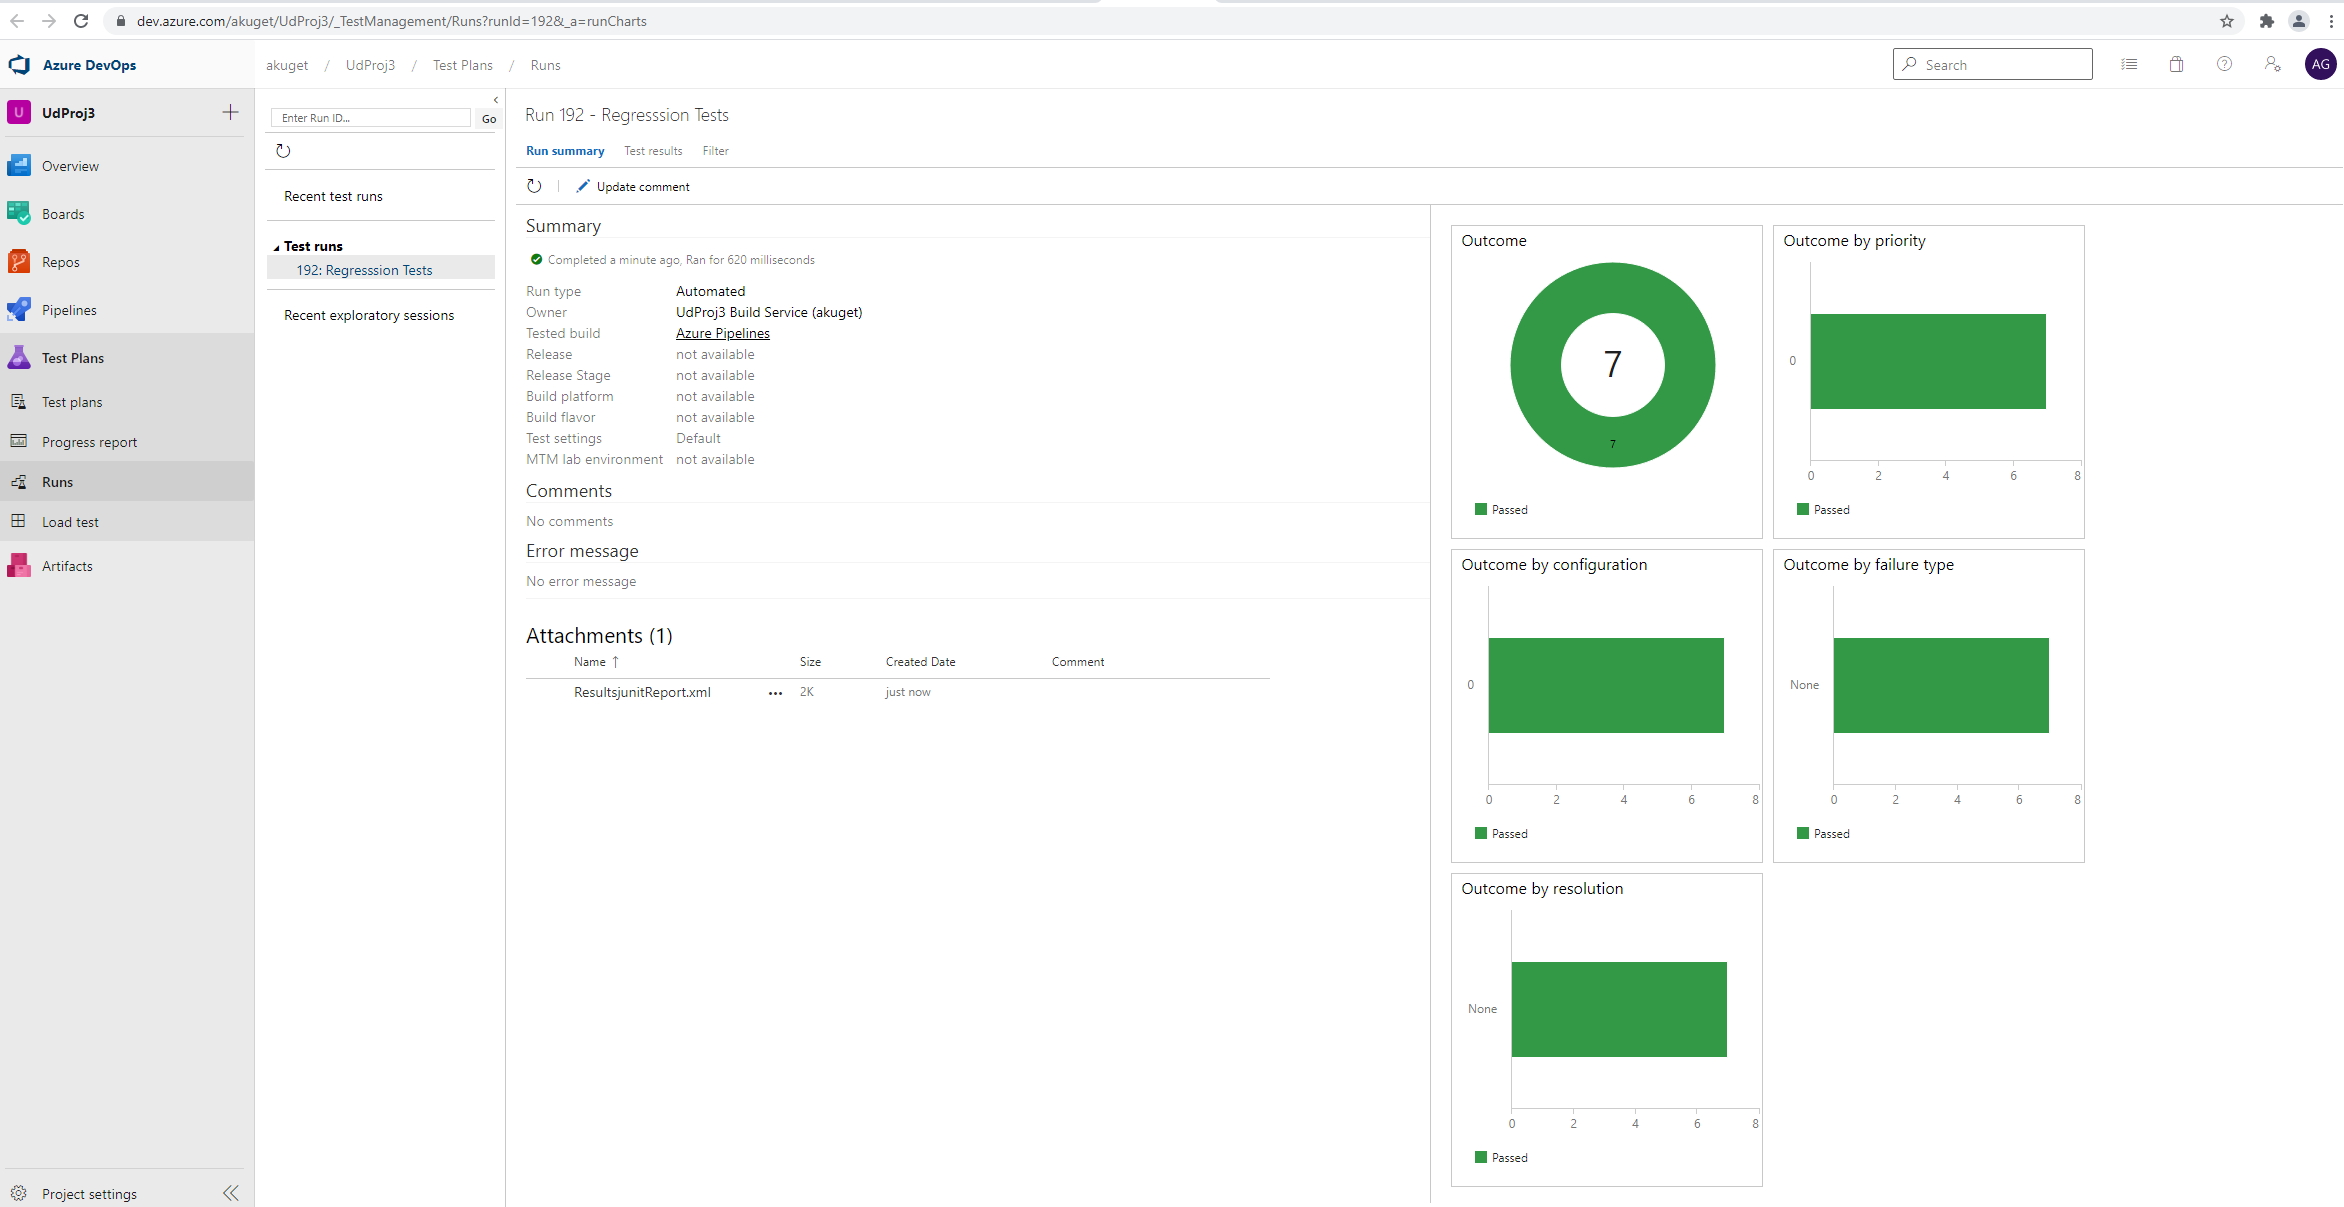 dev.azure.com/akuget/UdProj3/_TestManagement/Runs?runId=192&_a=runCharts
Azure DevOps
akuget / UdProj3 / Test Plans / Runs
Search
AG
U UdProj3
Overview
Boards
Repos
Pipelines
Test Plans
Test plans
Progress report
Runs
Load test
Artifacts
Project settings
Enter Run ID...
Go
Recent test runs
Test runs
192: Regresssion Tests
Recent exploratory sessions
Run 192 - Regresssion Tests
Run summary Test results Filter
Update comment
Summary
Completed a minute ago, Ran for 620 milliseconds
Run type Automated
Owner UdProj3 Build Service (akuget)
Tested build Azure Pipelines
Release not available
Release Stage not available
Build platform not available
Build flavor not available
Test settings Default
MTM lab environment not available
Comments
No comments
Error message
No error message
Attachments (1)
Name ↑ Size Created Date Comment
ResultsjunitReport.xml ••• 2K just now
Outcome
7
7
Passed
Outcome by priority
0
0 2 4 6 8
Passed
Outcome by configuration
0
0 2 4 6 8
Passed
Outcome by failure type
None
0 2 4 6 8
Passed
Outcome by resolution
None
0 2 4 6 8
Passed